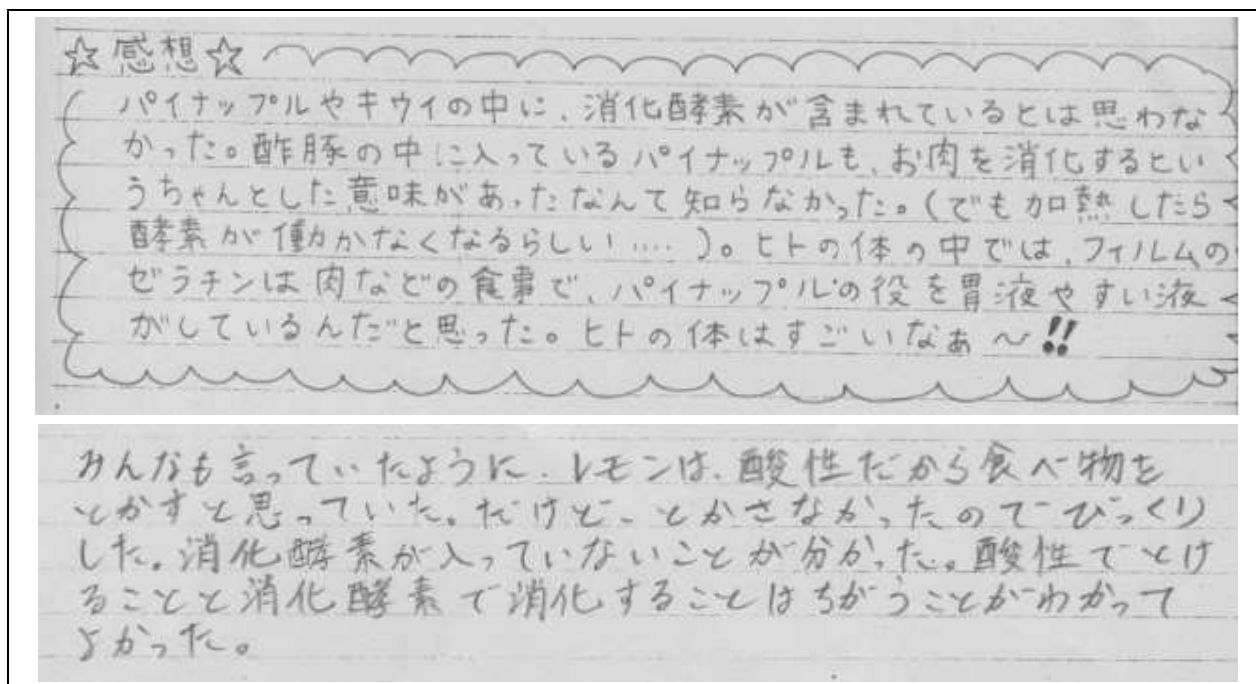 ☆感想☆
パイナップルやキウイの中に、消化酵素が含まれているとは思わな
かった。酢豚の中に入っているパイナップルも、お肉を消化するとい
うちゃんとした意味があったなんて知らなかった。(でも加熱したら
酵素が働かなくなるらしい....)。ヒトの体の中では、フィルムの
ゼラチンは肉などの食事で、パイナップルの役を胃液やすい液
がしているんだと思った。ヒトの体はすごいなぁ～!!
みんなも言っていたように、レモンは、酸性だから食べ物を
とかすと思っていた。だけど、とかさなかったのでびっくり
した。消化酵素が入っていないことが分かった。酸性でとけ
ることと消化酵素で消化することはちがうことがわかって
よかった。